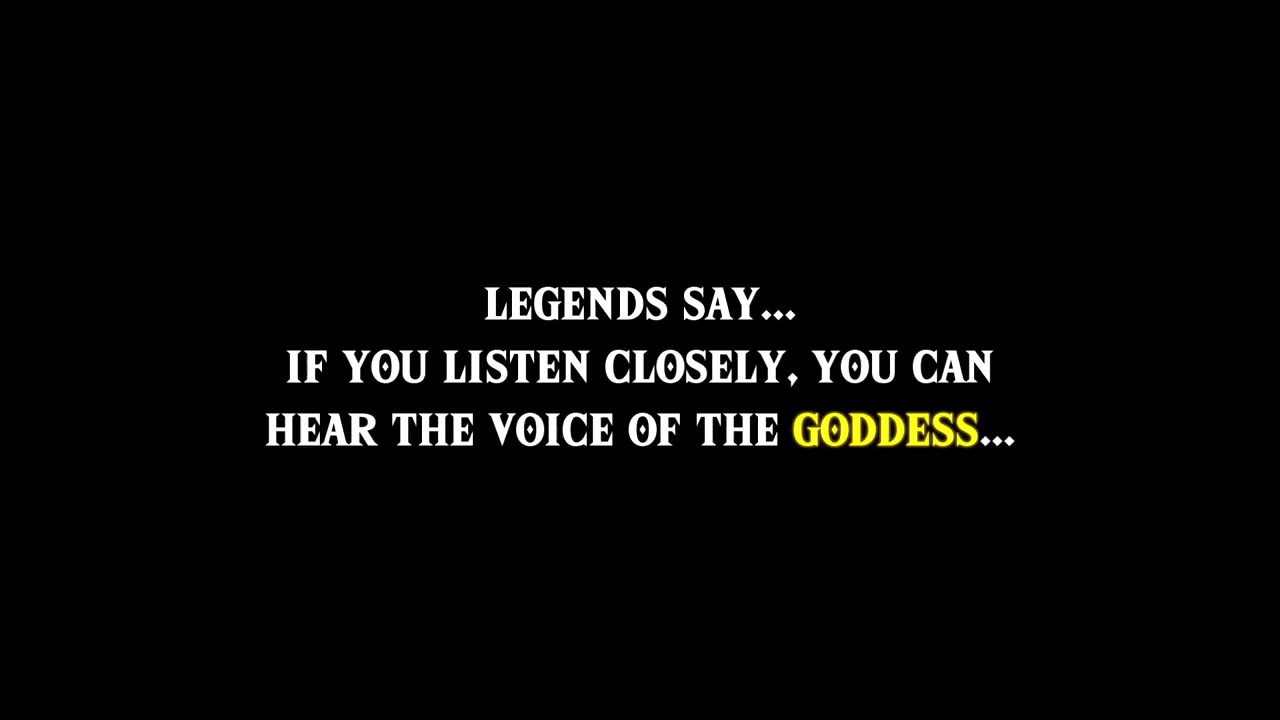 LEGENDS SAY...
IF YOU LISTEN CLOSELY, YOU CAN
HEAR THE VOICE OF THE GODDESS...